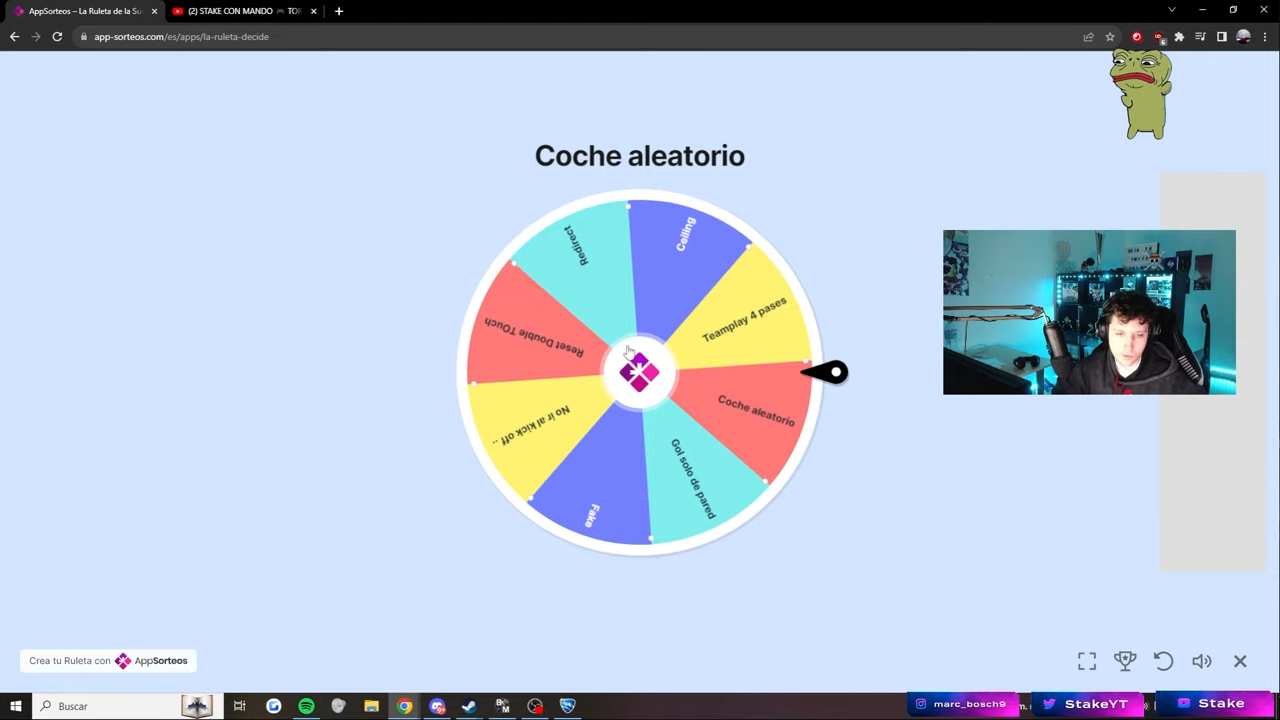 AppSorteos – La Ruleta de la Su
(2) STAKE CON MANDO 🎮 TOR
app-sorteos.com/es/apps/la-ruleta-decide
Coche aleatorio
Ceiling
Teamplay 4 pases
Coche aleatorio
Gol solo de pared
Fake
No ir al kick off ..
Reset Double TOuch
Redirect
Crea tu Ruleta con AppSorteos
Buscar
marc_bosch9
StakeYT
Stake